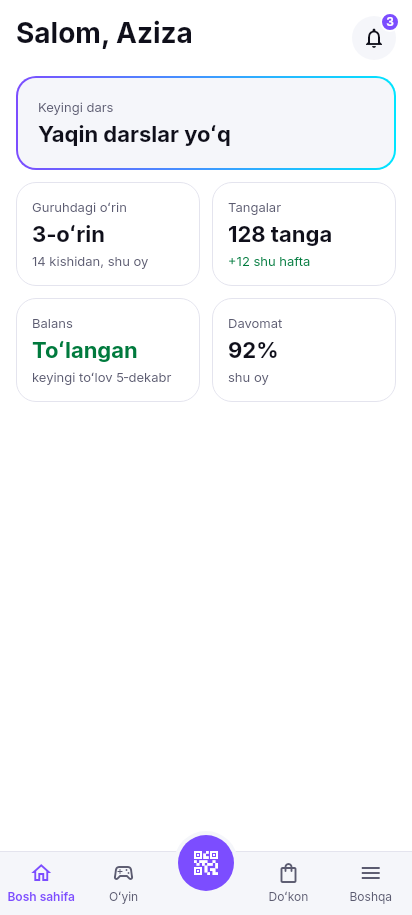 Salom, Aziza
3
Keyingi dars
Yaqin darslar yoʻq
Guruhdagi oʻrin
3-oʻrin
14 kishidan, shu oy
Tangalar
128 tanga
+12 shu hafta
Balans
Toʻlangan
keyingi toʻlov 5-dekabr
Davomat
92%
shu oy
Bosh sahifa
Oʻyin
Doʻkon
Boshqa